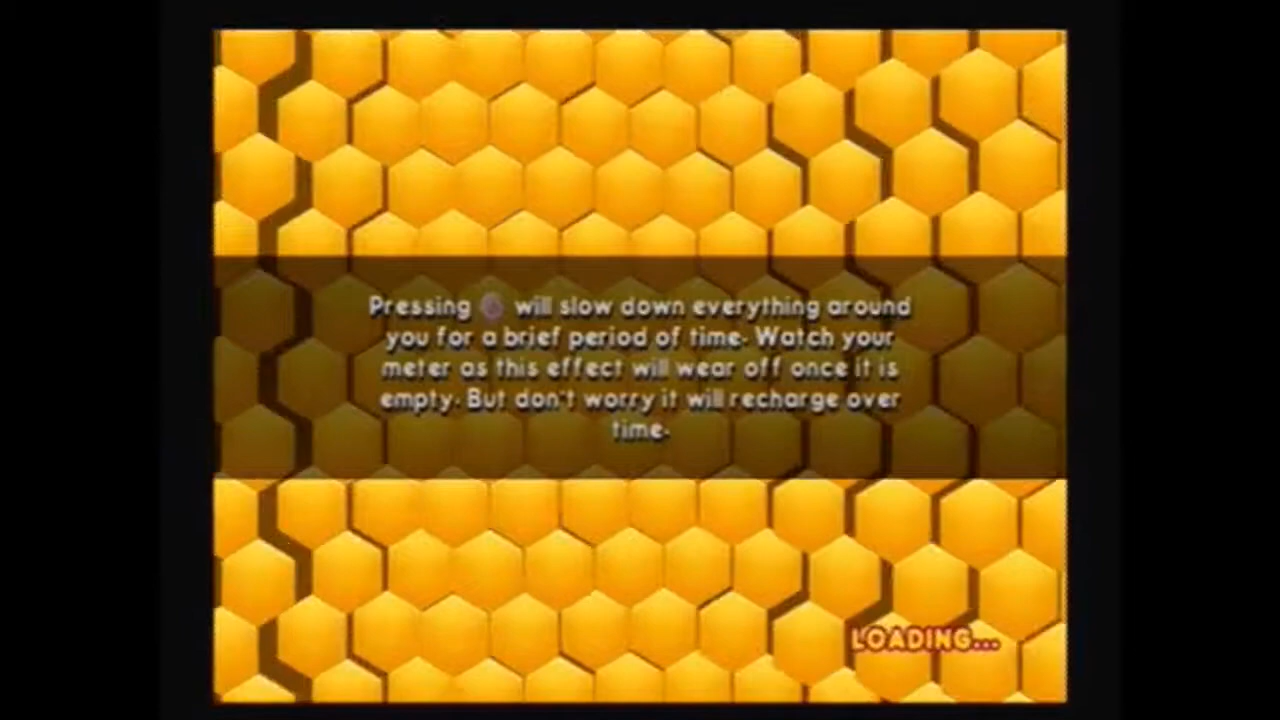 Pressing will slow down everything around
you for a brief period of time. Watch your
meter as this effect will wear off once it is
empty. But don't worry it will recharge over
time.
LOADING...